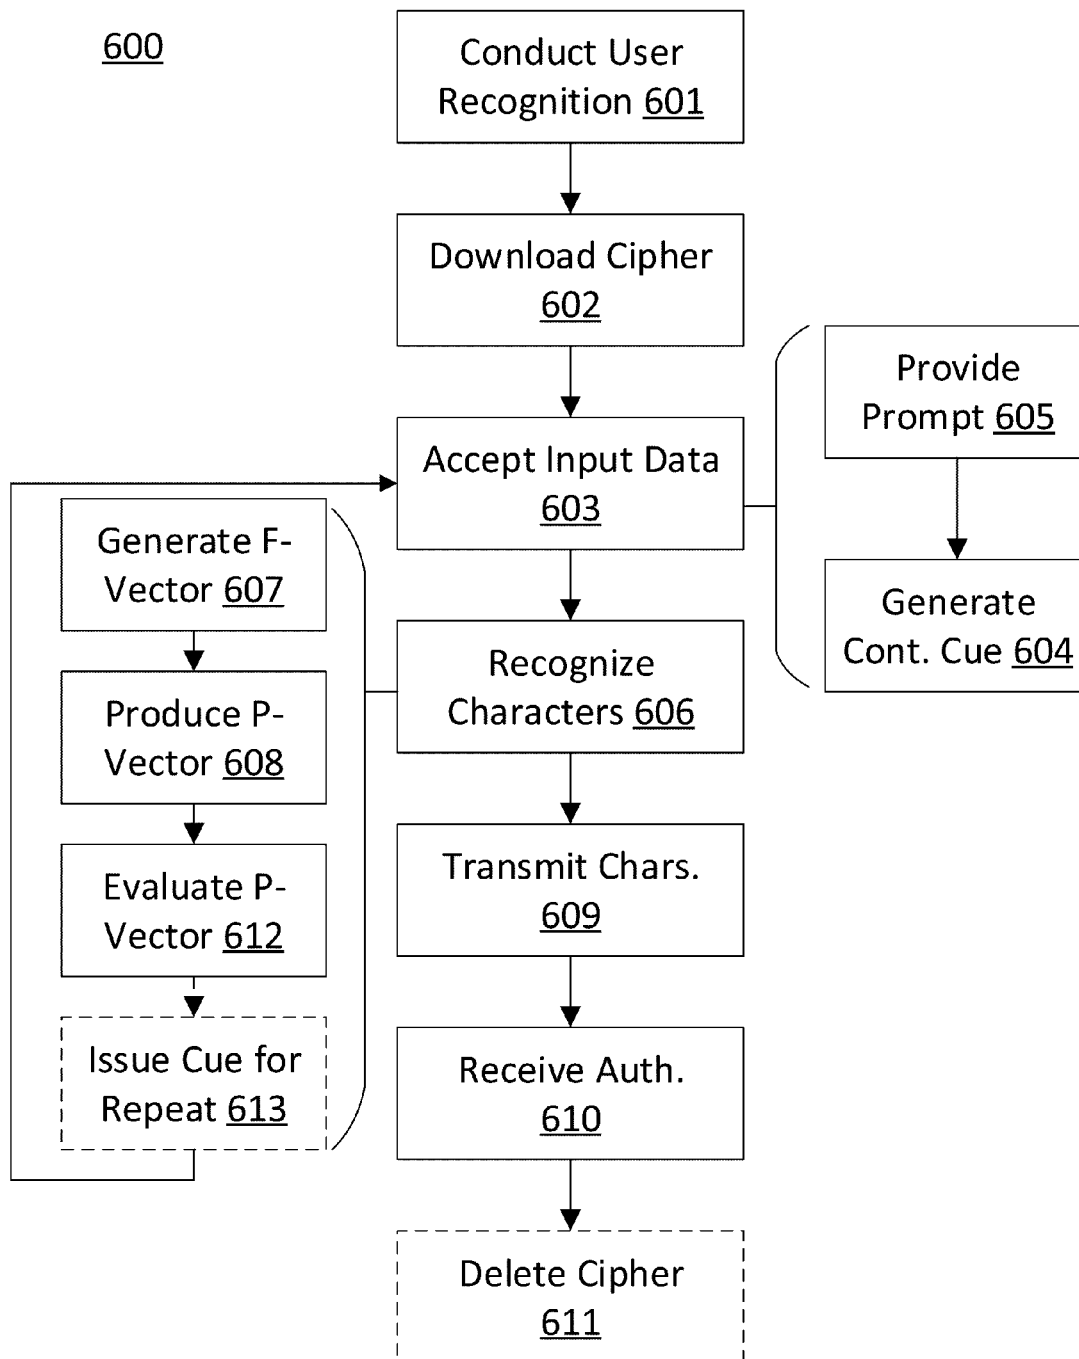 600
Conduct User
Recognition 601
Download Cipher
602
Accept Input Data
603
Provide
Prompt 605
Generate
Cont. Cue 604
Recognize
Characters 606
Generate F-
Vector 607
Produce P-
Vector 608
Evaluate P-
Vector 612
Issue Cue for
Repeat 613
Transmit Chars.
609
Receive Auth.
610
Delete Cipher
611